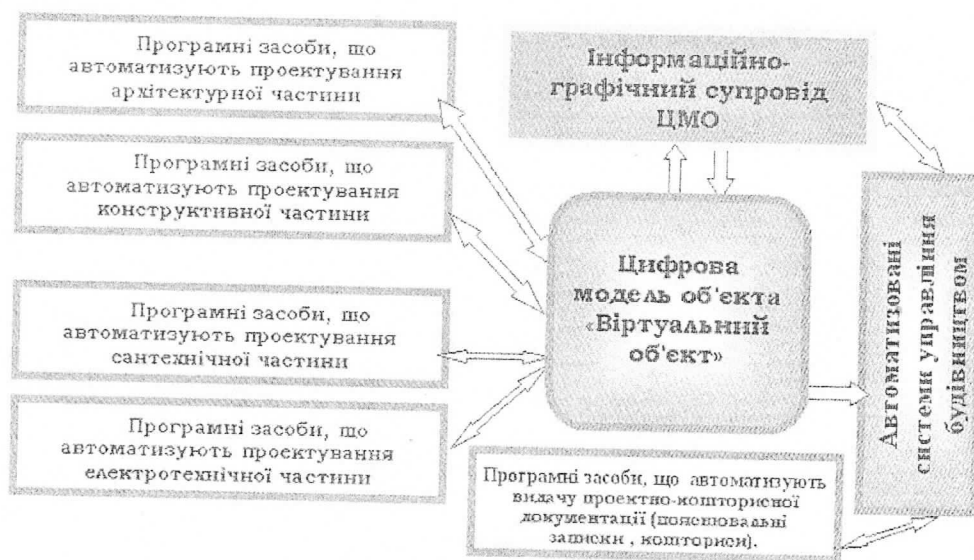 Програмні засоби, що
автоматизують проектування
архітектурної частини
Програмні засоби, що
автоматизують проектування
конструктивної частини
Програмні засоби, що
автоматизують проектування
сантехнічної частини
Програмні засоби, що
автоматизують проектування
електротехнічної частини
Інформаційно-
графічний супровід
ЦМО
Цифрова
модель об'єкта
«Віртуальний
об'єкт»
Автоматизовані
системи управління
будівництвом
Програмні засоби, що автоматизують
видачу проектно-кошторисної
документації (пояснювальні
записки , кошториси).